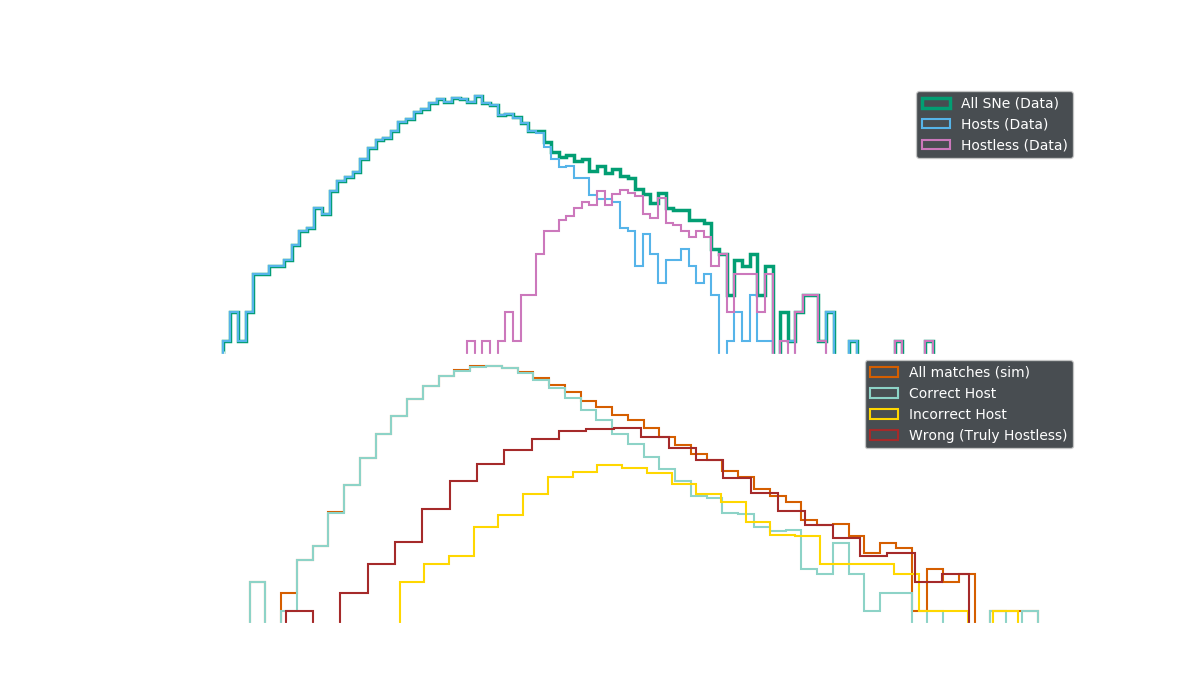 All SNe (Data)
Hosts (Data)
Hostless (Data)
All matches (sim)
Correct Host
Incorrect Host
Wrong (Truly Hostless)